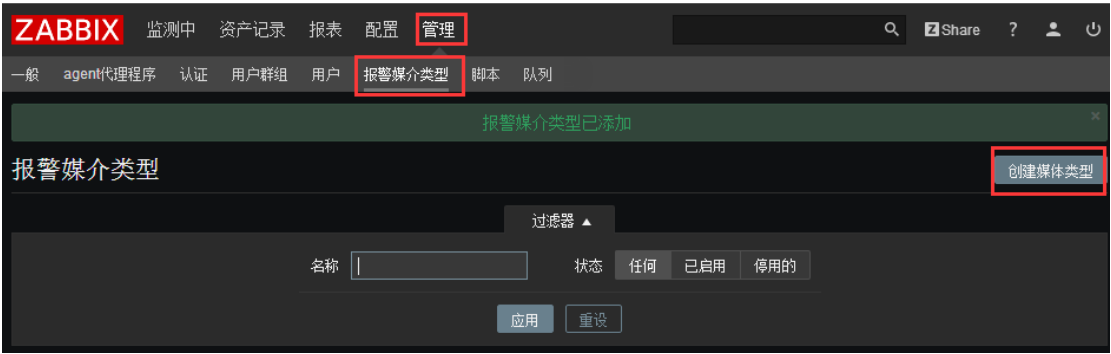 ZABBIX 监测中 资产记录 报表 配置 管理 Z Share ?
一般 agent代理程序 认证 用户群组 用户 报警媒介类型 脚本 队列
报警媒介类型已添加 ×
报警媒介类型 创建媒体类型
过滤器 ▲
名称 状态 任何 已启用 停用的
应用 重设